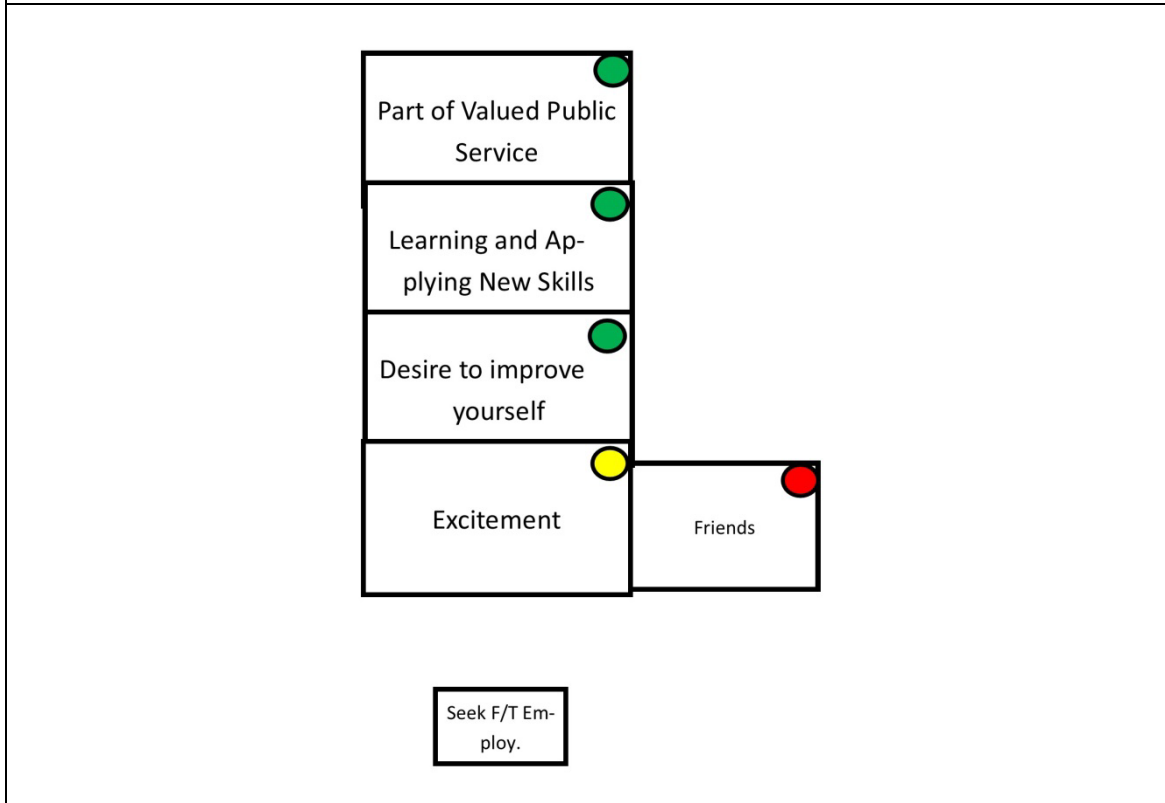 Part of Valued Public
Service
Learning and Ap-
plying New Skills
Desire to improve
yourself
Excitement
Friends
Seek F/T Em-
ploy.